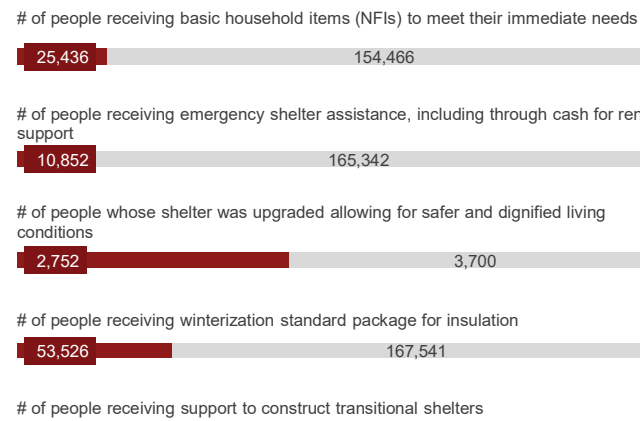 # of people receiving basic household items (NFIs) to meet their immediate needs
25,436 154,466
# of people receiving emergency shelter assistance, including through cash for
support
10,852 165,342
# of people whose shelter was upgraded allowing for safer and dignified living
conditions
2,752 3,700
# of people receiving winterization standard package for insulation
53,526 167,541
# of people receiving support to construct transitional shelters